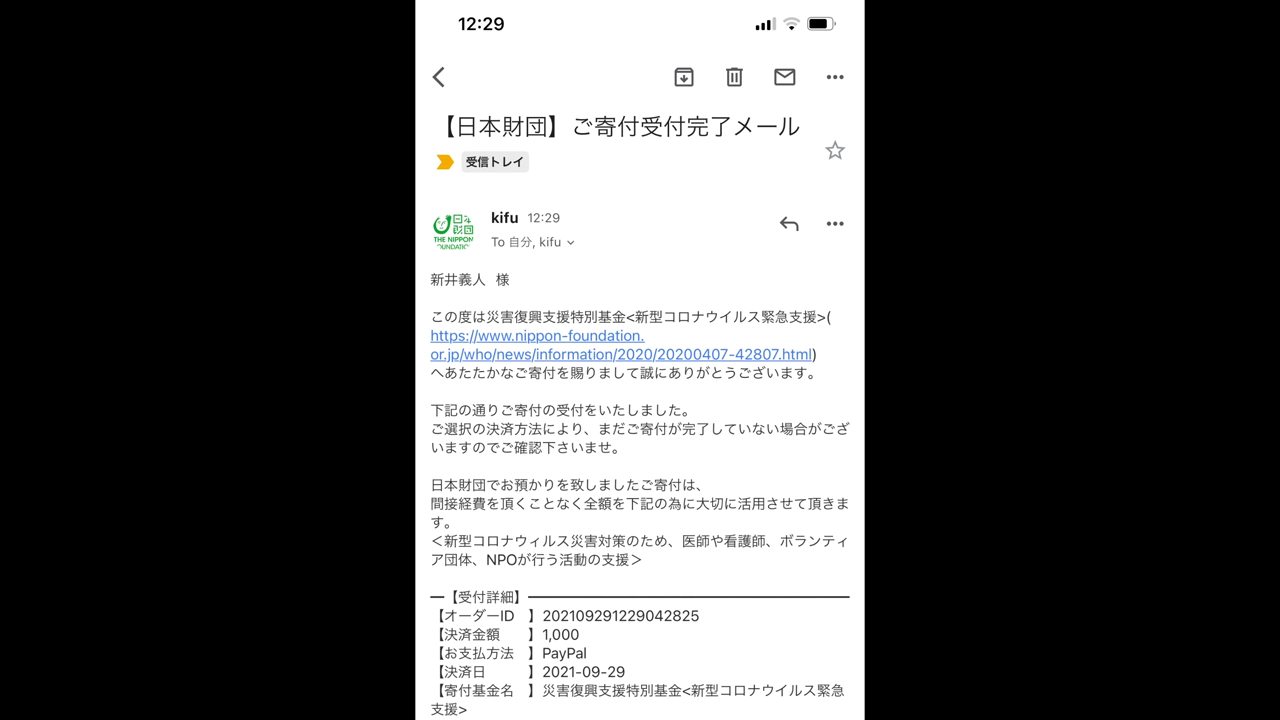 12:29
【日本財団】ご寄付受付完了メール
受信トレイ
kifu 12:29
To 自分, kifu
日本財団
THE NIPPON
FOUNDATION
新井義人 様
この度は災害復興支援特別基金<新型コロナウイルス緊急支援>(
https://www.nippon-foundation.
or.jp/who/news/information/2020/20200407-42807.html)
へあたたかなご寄付を賜りまして誠にありがとうございます。
下記の通りご寄付の受付をいたしました。
ご選択の決済方法により、まだご寄付が完了していない場合がござ
いますのでご確認下さいませ。
日本財団でお預かりを致しましたご寄付は、
間接経費を頂くことなく全額を下記の為に大切に活用させて頂きま
す。
＜新型コロナウィルス災害対策のため、医師や看護師、ボランティ
ア団体、NPOが行う活動の支援＞
━【受付詳細】━━━━━━━━━━━━━━━━━━━━━━━
【オーダーID 】202109291229042825
【決済金額 】1,000
【お支払方法 】PayPal
【決済日 】2021-09-29
【寄付基金名 】災害復興支援特別基金<新型コロナウイルス緊急
支援>